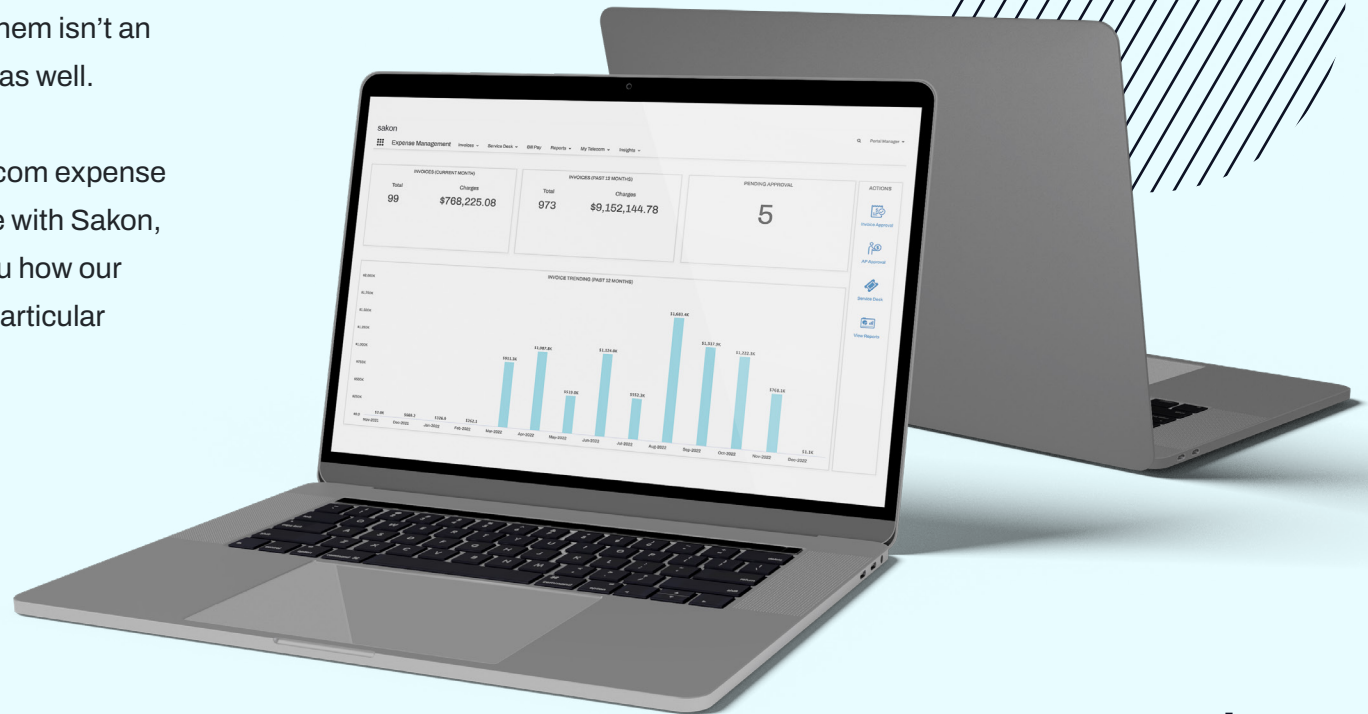 hem isn't an
as well.
com expense
e with Sakon,
u how our
articular
sakon
Portal Manager
Expense Management Invoices Service Desk Bill Pay Reports My Telecom Insights
INVOICES (CURRENT MONTH)
Total Charges
99 $768,225.08
INVOICES (PAST 12 MONTHS)
Total Charges
973 $9,152,144.78
PENDING APPROVAL
5
ACTIONS
Invoice Approval
AP Approval
Service Desk
View Reports
INVOICE TRENDING (PAST 12 MONTHS)
Nov-2022 Dec-2022 Jan-2022 Feb-2022 Mar-2022 Apr-2022 May-2022 Jun-2022 Jul-2022 Aug-2022 Sep-2022 Oct-2022 Nov-2022 Dec-2022